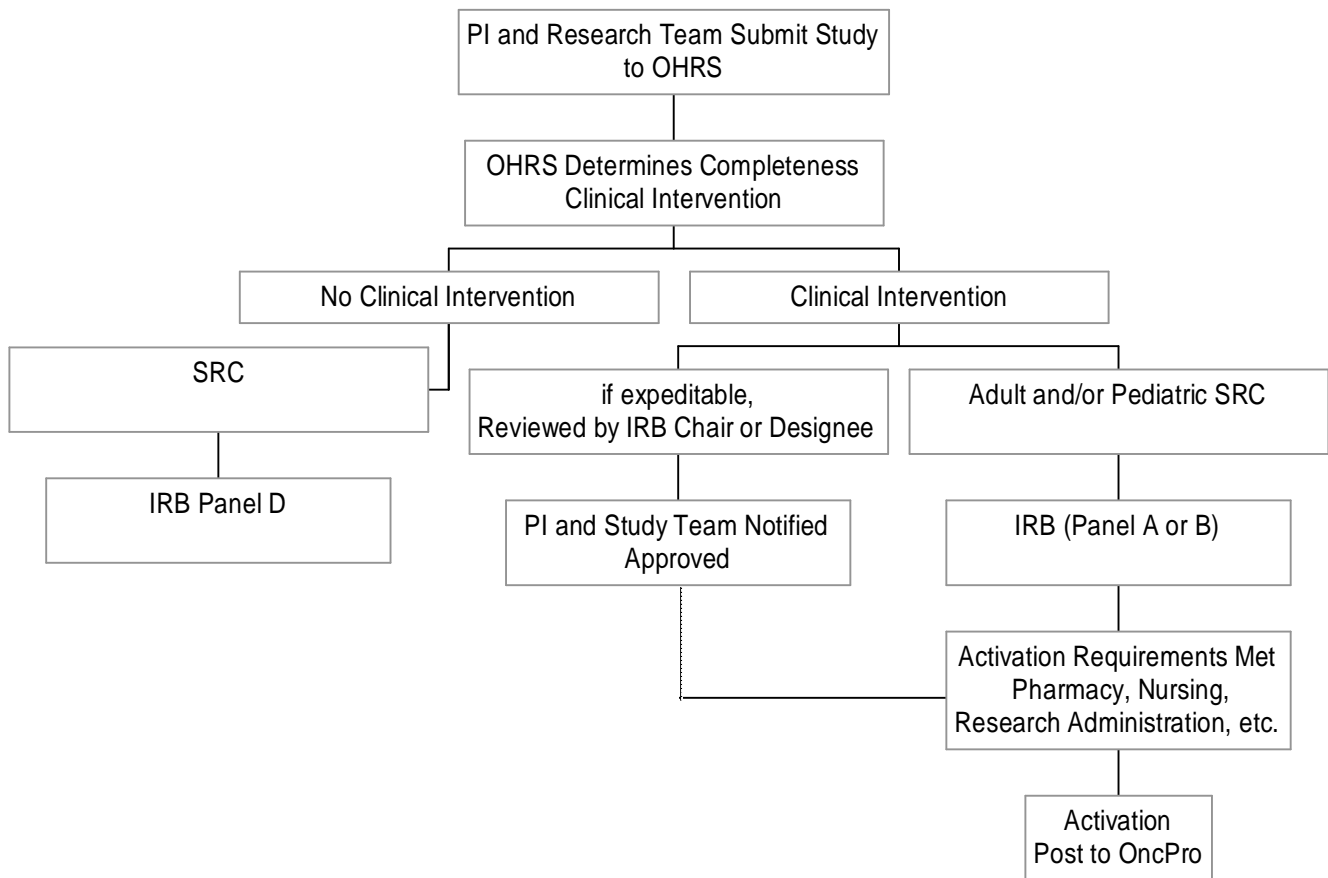 PI and Research Team Submit Study
to OHRS
OHRS Determines Completeness
Clinical Intervention
No Clinical Intervention
Clinical Intervention
SRC
if expeditable,
Reviewed by IRB Chair or Designee
Adult and/or Pediatric SRC
IRB Panel D
PI and Study Team Notified
Approved
IRB (Panel A or B)
Activation Requirements Met
Pharmacy, Nursing,
Research Administration, etc.
Activation
Post to OncPro